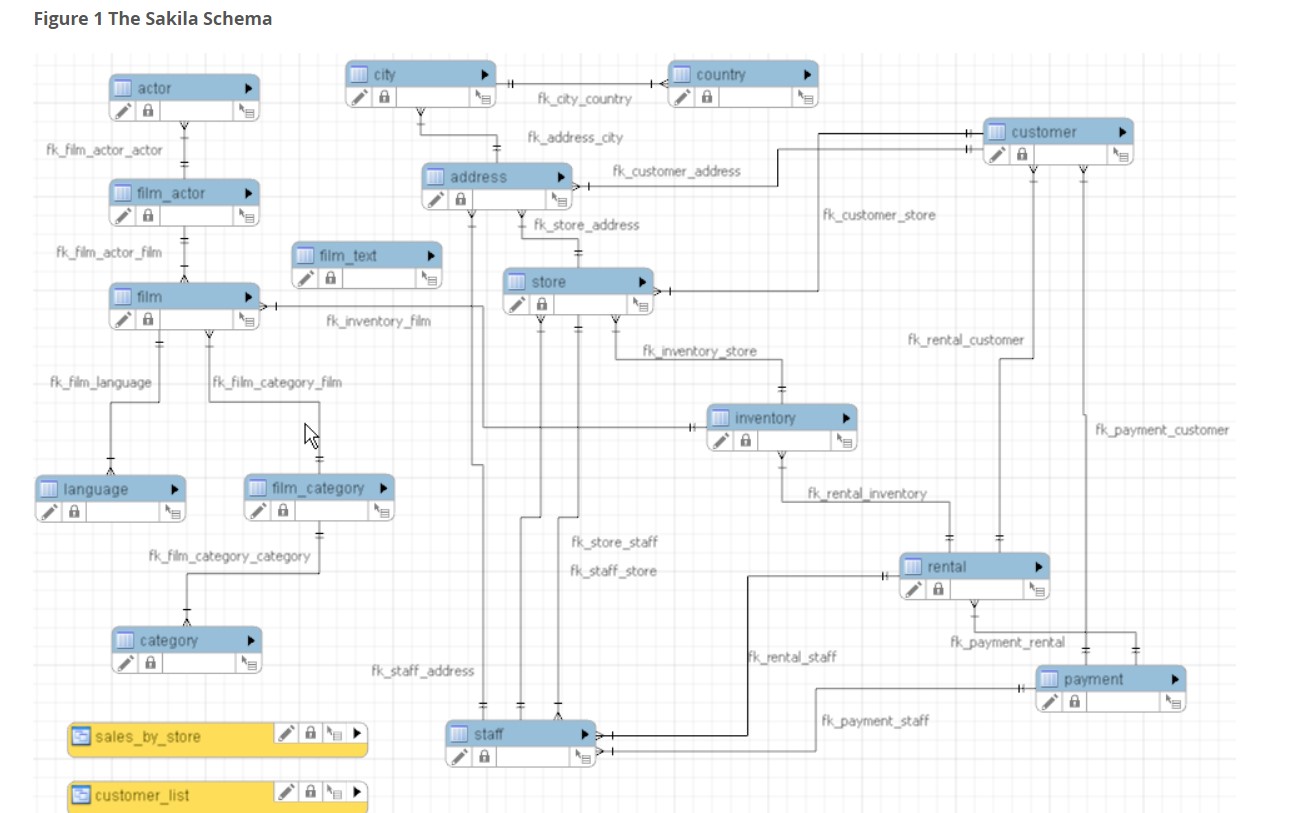 Figure 1 The Sakila Schema
city
country
actor
fk_city_country
customer
fk_address_city
fk_film_actor_actor
fk_customer_address
address
film_actor
fk_customer_store
fk_store_address
fk_film_actor_film
film_text
store
film
fk_inventory_film
fk_rental_customer
fk_inventory_store
fk_film_language
fk_film_category_film
inventory
fk_payment_customer
language
film_category
fk_rental_inventory
fk_store_staff
fk_film_category_category
rental
fk_staff_store
category
fk_payment_rental
fk_rental_staff
fk_staff_address
payment
fk_payment_staff
sales_by_store
staff
customer_list